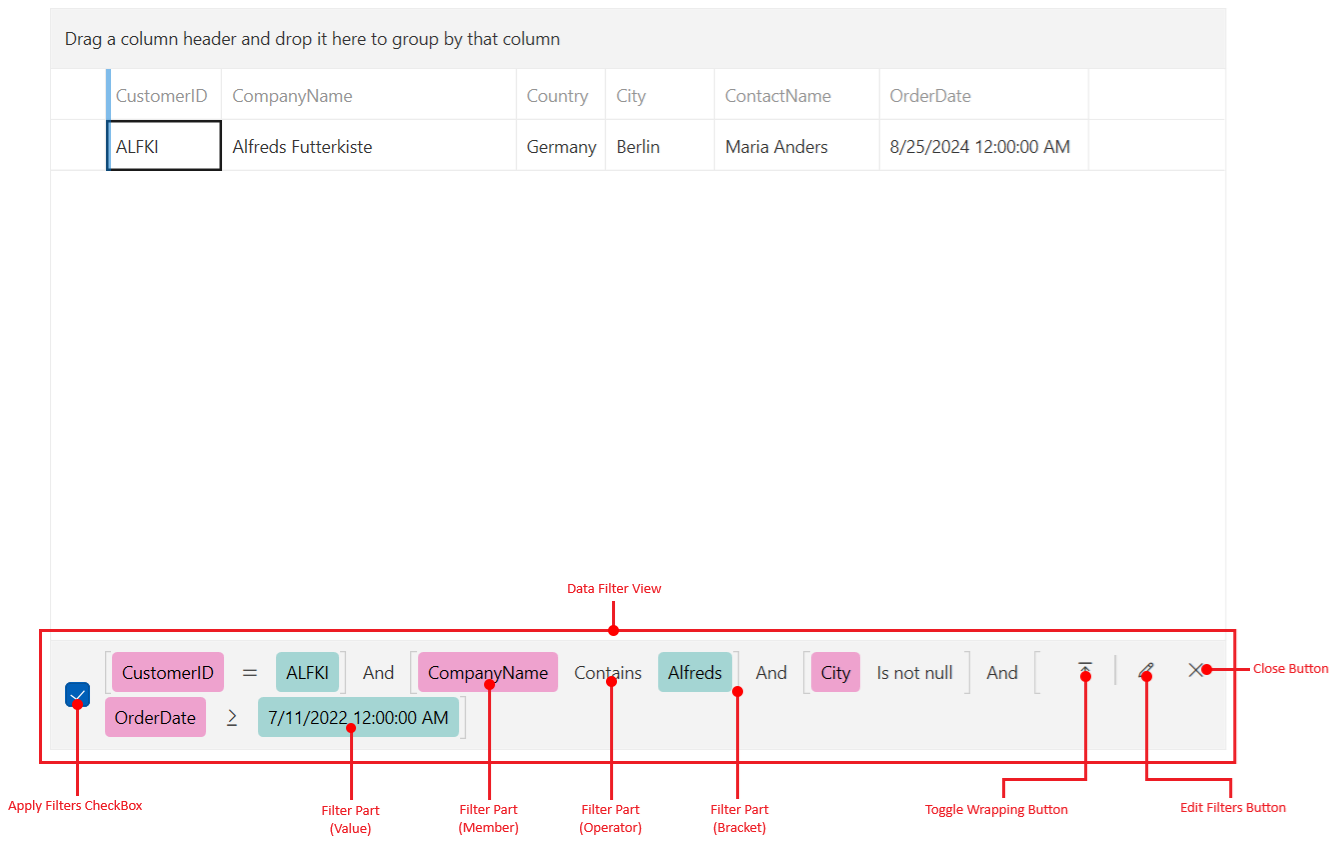 Drag a column header and drop it here to group by that column
CustomerID CompanyName Country City ContactName OrderDate
ALFKI Alfreds Futterkiste Germany Berlin Maria Anders 8/25/2024 12:00:00 AM
Data Filter View
[ CustomerID = ALFKI ] And [ CompanyName Contains Alfreds ] And [ City Is not null ] And [
Close Button
OrderDate ≥ 7/11/2022 12:00:00 AM ]
Apply Filters CheckBox
Filter Part
(Value)
Filter Part
(Member)
Filter Part
(Operator)
Filter Part
(Bracket)
Toggle Wrapping Button
Edit Filters Button